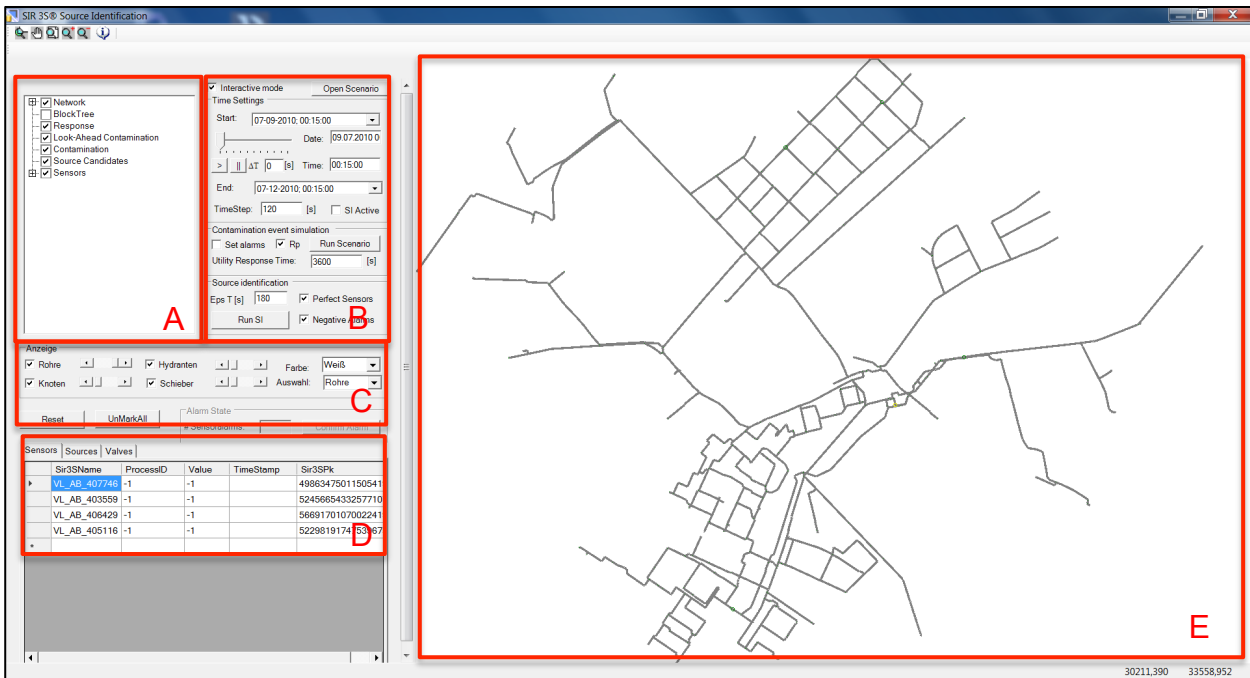 SIR 3S® Source Identification
Network
BlockTree
Response
Look-Ahead Contamination
Contamination
Source Candidates
Sensors
A
Interactive mode
Open Scenario
Time Settings
Start: 07-09-2010; 00:15:00
Date: 09.07.2010 0
> || ΔT 0 [s] Time: 00:15:00
End: 07-12-2010; 00:15:00
TimeStep: 120 [s] SI Active
Contamination event simulation
Set alarms Rp Run Scenario
Utility Response Time: 3600 [s]
Source identification
Eps T [s] 180 Perfect Sensors
Run SI Negative Alarms
B
Anzeige
Rohre Hydranten Farbe: Weiß
Knoten Schieber Auswahl: Rohre
C
Reset UnMarkAll
Alarm State
# Sensoralarms: Confirm Alarm
Sensors Sources Valves
Sir3SName ProcessID Value TimeStamp Sir3SPk
VL_AB_407746 -1 -1 4986347501150541
VL_AB_403559 -1 -1 5245665433257710
VL_AB_406429 -1 -1 5669170107002241
VL_AB_405116 -1 -1
D
E
30211,390 33558,952